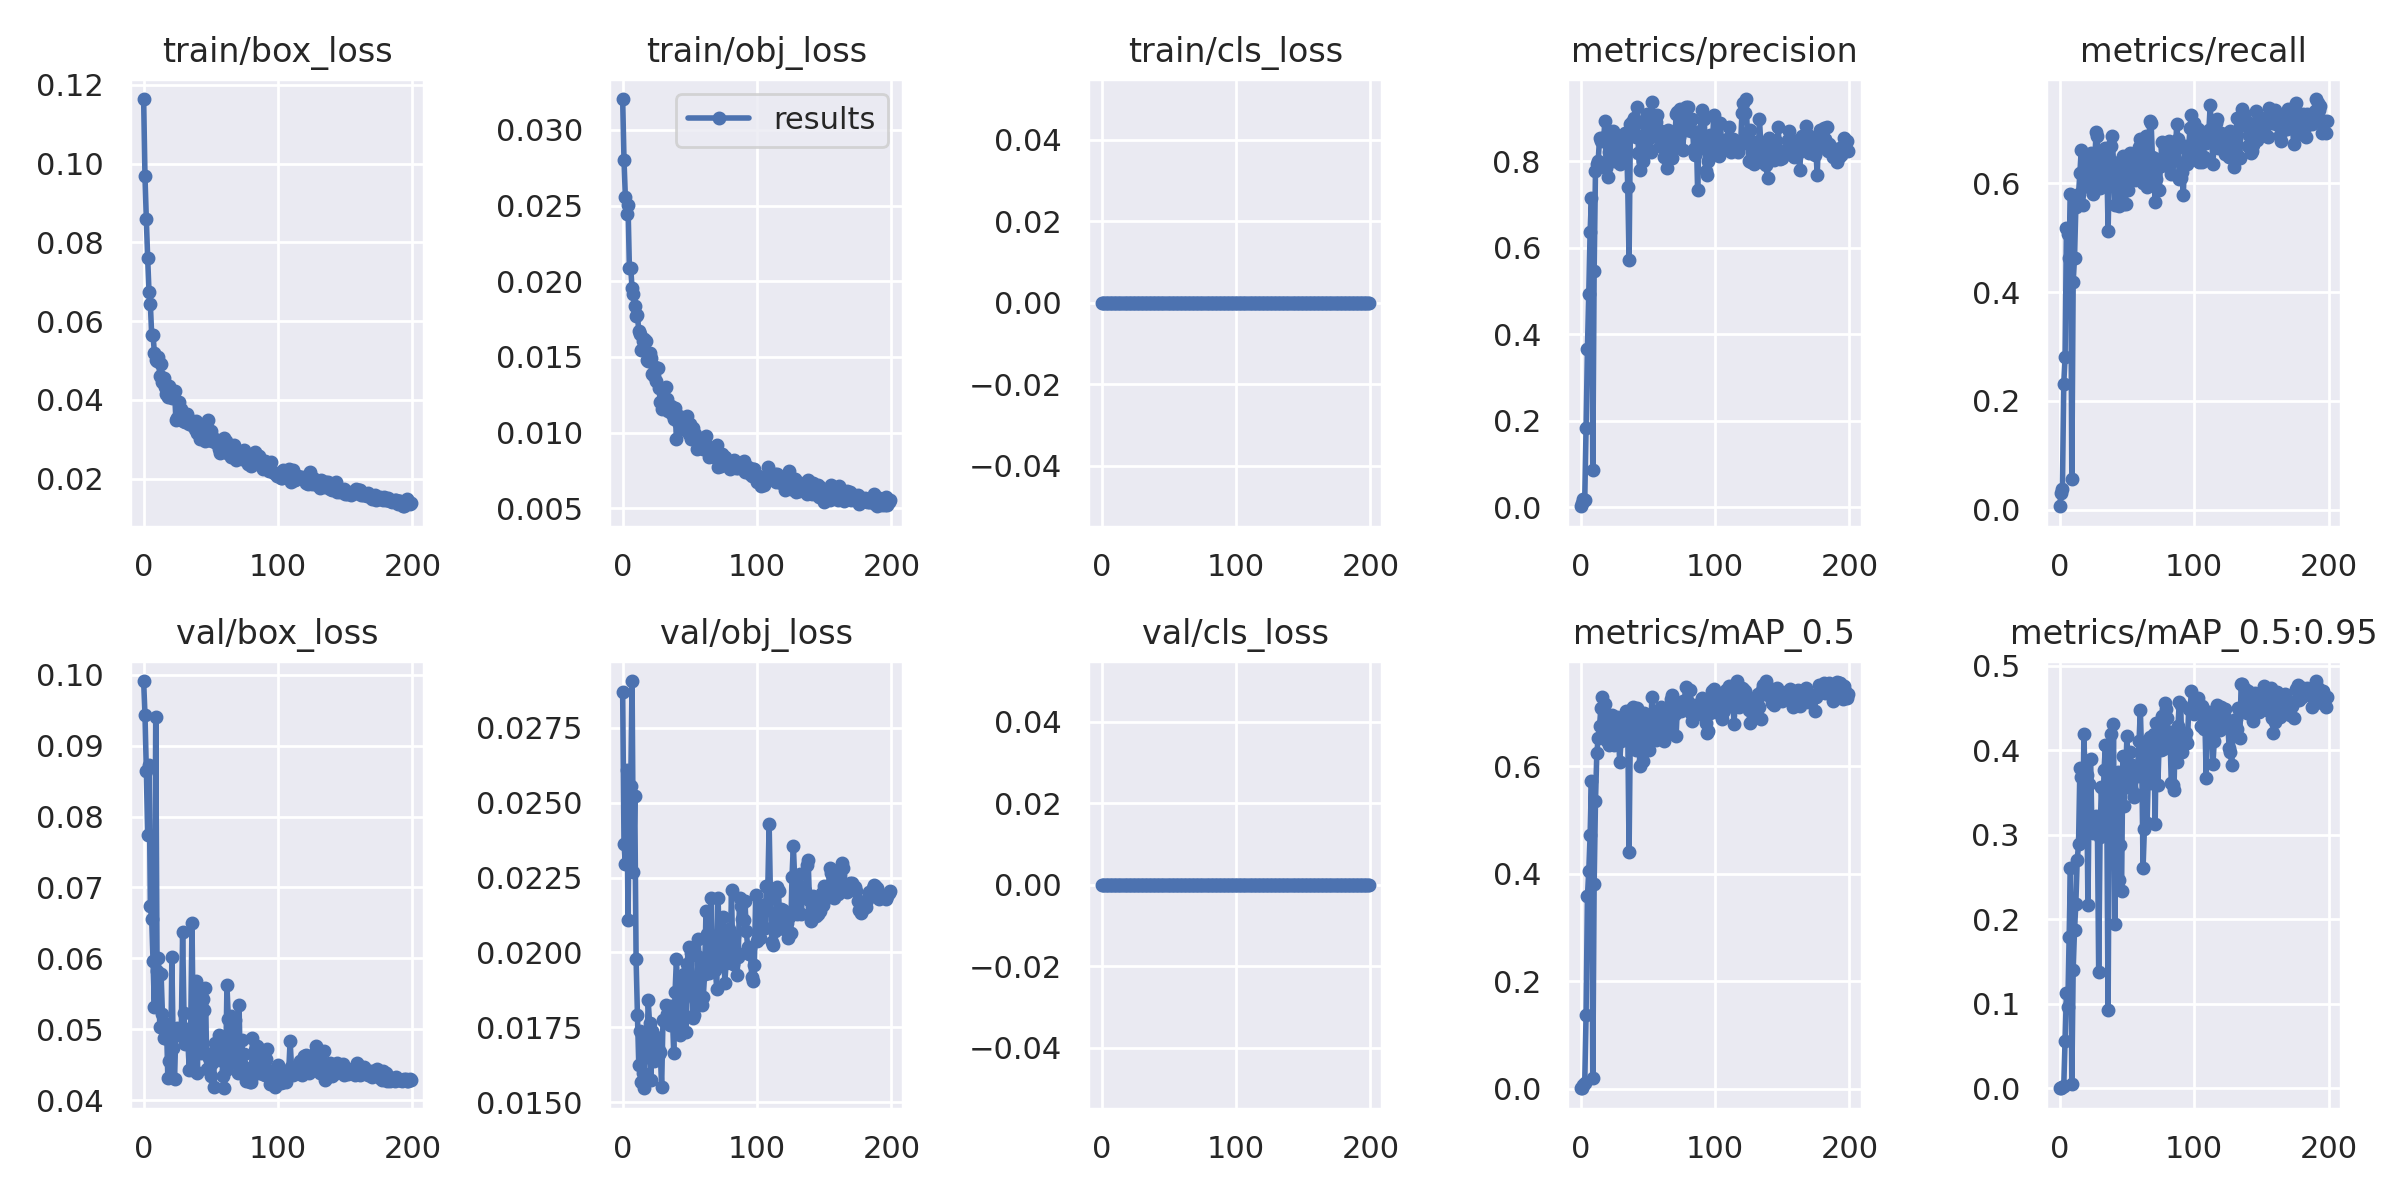 train/box_loss
0.12
0.10
0.08
0.06
0.04
0.02
0 100 200
train/obj_loss
results
0.030
0.025
0.020
0.015
0.010
0.005
0 100 200
train/cls_loss
0.04
0.02
0.00
−0.02
−0.04
0 100 200
metrics/precision
0.8
0.6
0.4
0.2
0.0
0 100 200
metrics/recall
0.6
0.4
0.2
0.0
0 100 200
val/box_loss
0.10
0.09
0.08
0.07
0.06
0.05
0.04
0 100 200
val/obj_loss
0.0275
0.0250
0.0225
0.0200
0.0175
0.0150
0 100 200
val/cls_loss
0.04
0.02
0.00
−0.02
−0.04
0 100 200
metrics/mAP_0.5
0.6
0.4
0.2
0.0
0 100 200
metrics/mAP_0.5:0.95
0.5
0.4
0.3
0.2
0.1
0.0
0 100 200